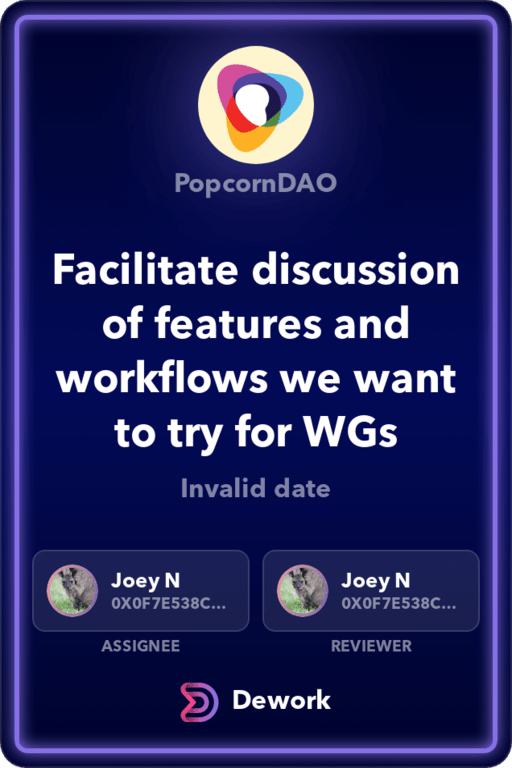 PopcornDAO
Facilitate discussion
of features and
workflows we want
to try for WGs
Invalid date
Joey N
0X0F7E538C...
Joey N
0X0F7E538C...
ASSIGNEE
REVIEWER
Dework